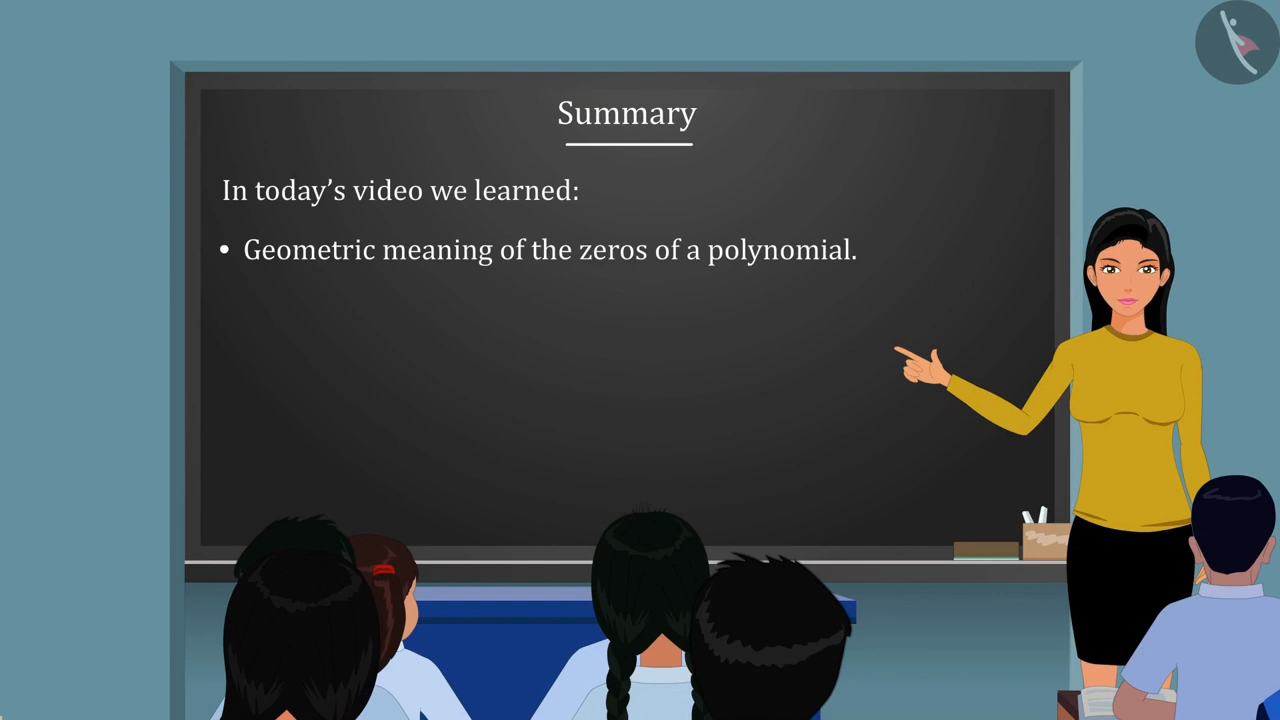 Summary
In today’s video we learned:
• Geometric meaning of the zeros of a polynomial.